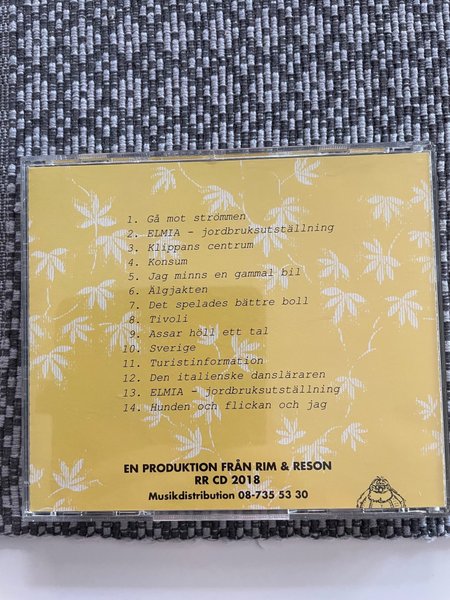 1. Gå mot strömmen
2. ELMIA - jordbruksutställning
3. Klippans centrum
4. Konsum
5. Jag minns en gammal bil
6. Älgjakten
7. Det spelades bättre boll
8. Tivoli
9. Assar höll ett tal
10. Sverige
11. Turistinformation
12. Den italienske dansläraren
13. ELMIA - jordbruksutställning
14. Hunden och flickan och jag
EN PRODUKTION FRÅN RIM & RESON
RR CD 2018
Musikdistribution 08-735 53 30